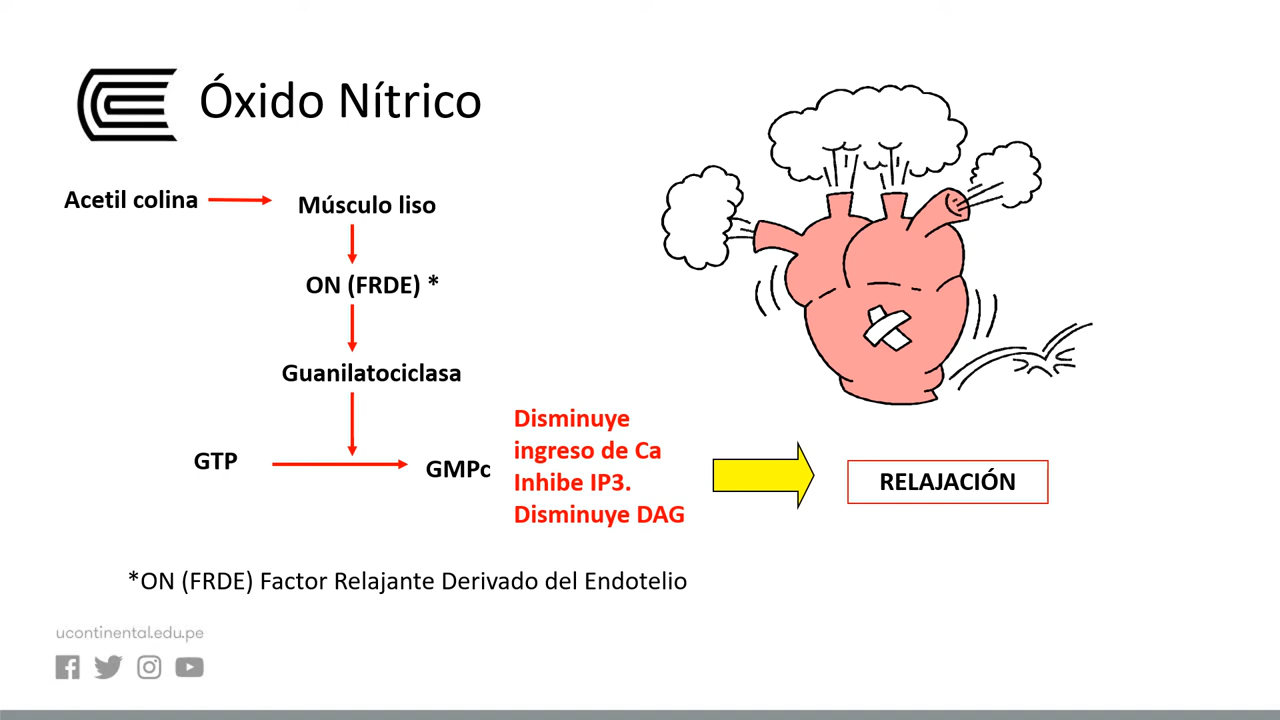 Óxido Nítrico
Acetil colina
Músculo liso
ON (FRDE) *
Guanilatociclasa
GTP
GMPc
Disminuye
ingreso de Ca
Inhibe IP3.
Disminuye DAG
RELAJACIÓN
*ON (FRDE) Factor Relajante Derivado del Endotelio
ucontinental.edu.pe